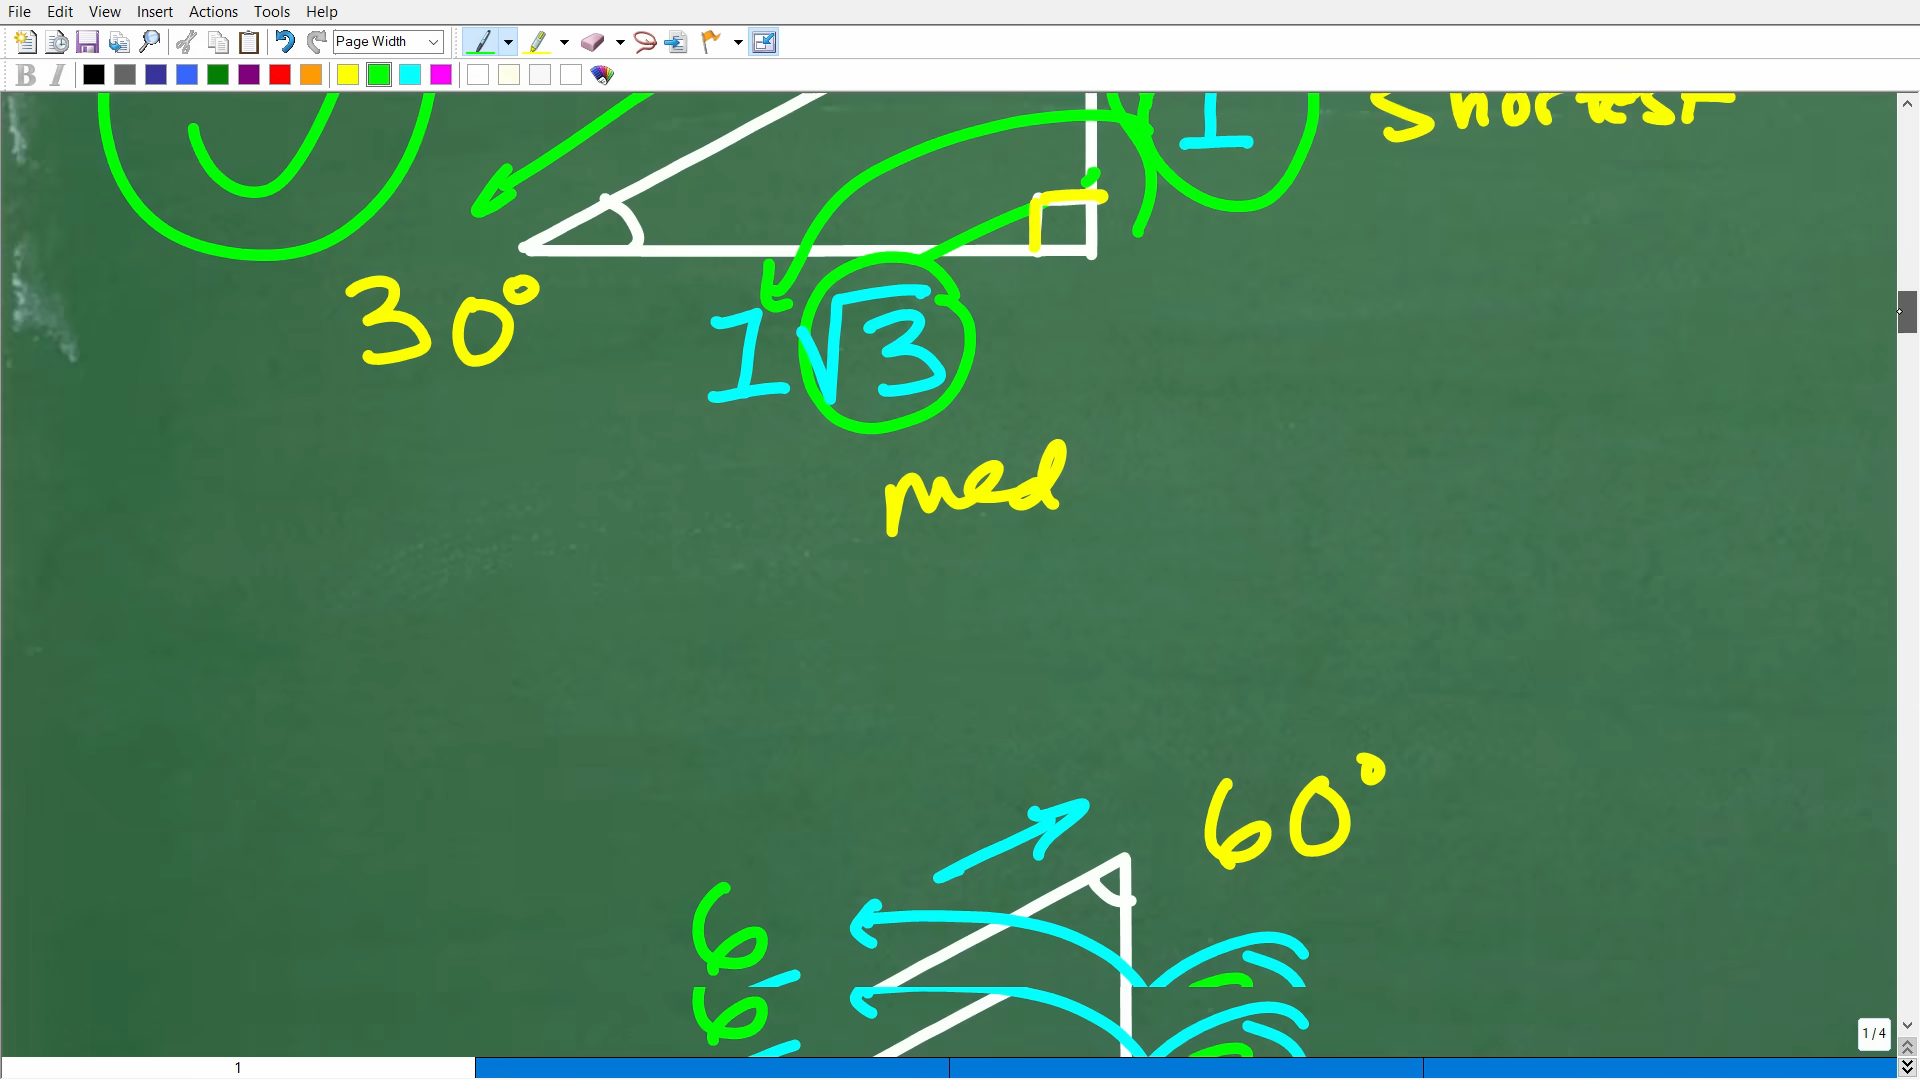 File Edit View Insert Actions Tools Help
Page Width
B I
1 Shortest
30°
1√3
med
60°
6
6
1 / 4
1